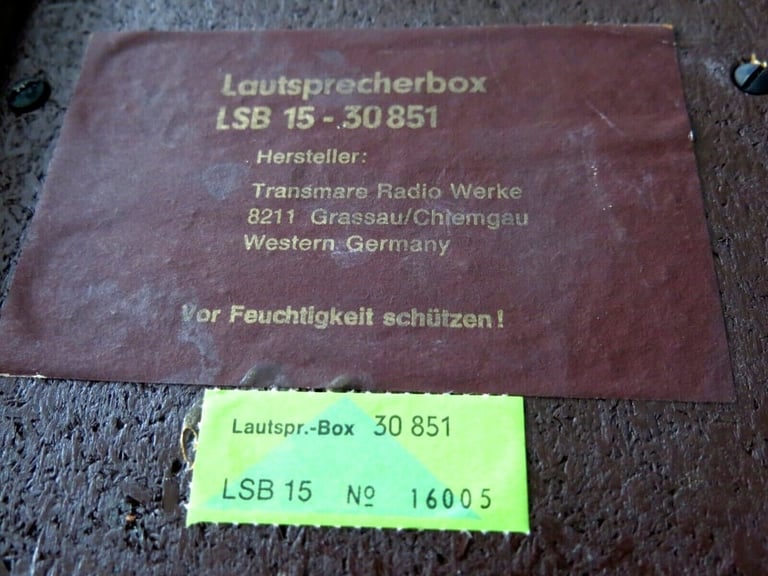 Lautsprecherbox
LSB 15 - 30 851
Hersteller:
Transmare Radio Werke
8211 Grassau/Chiemgau
Western Germany
Vor Feuchtigkeit schützen!
Lautspr.-Box 30 851
LSB 15 Nº 16005